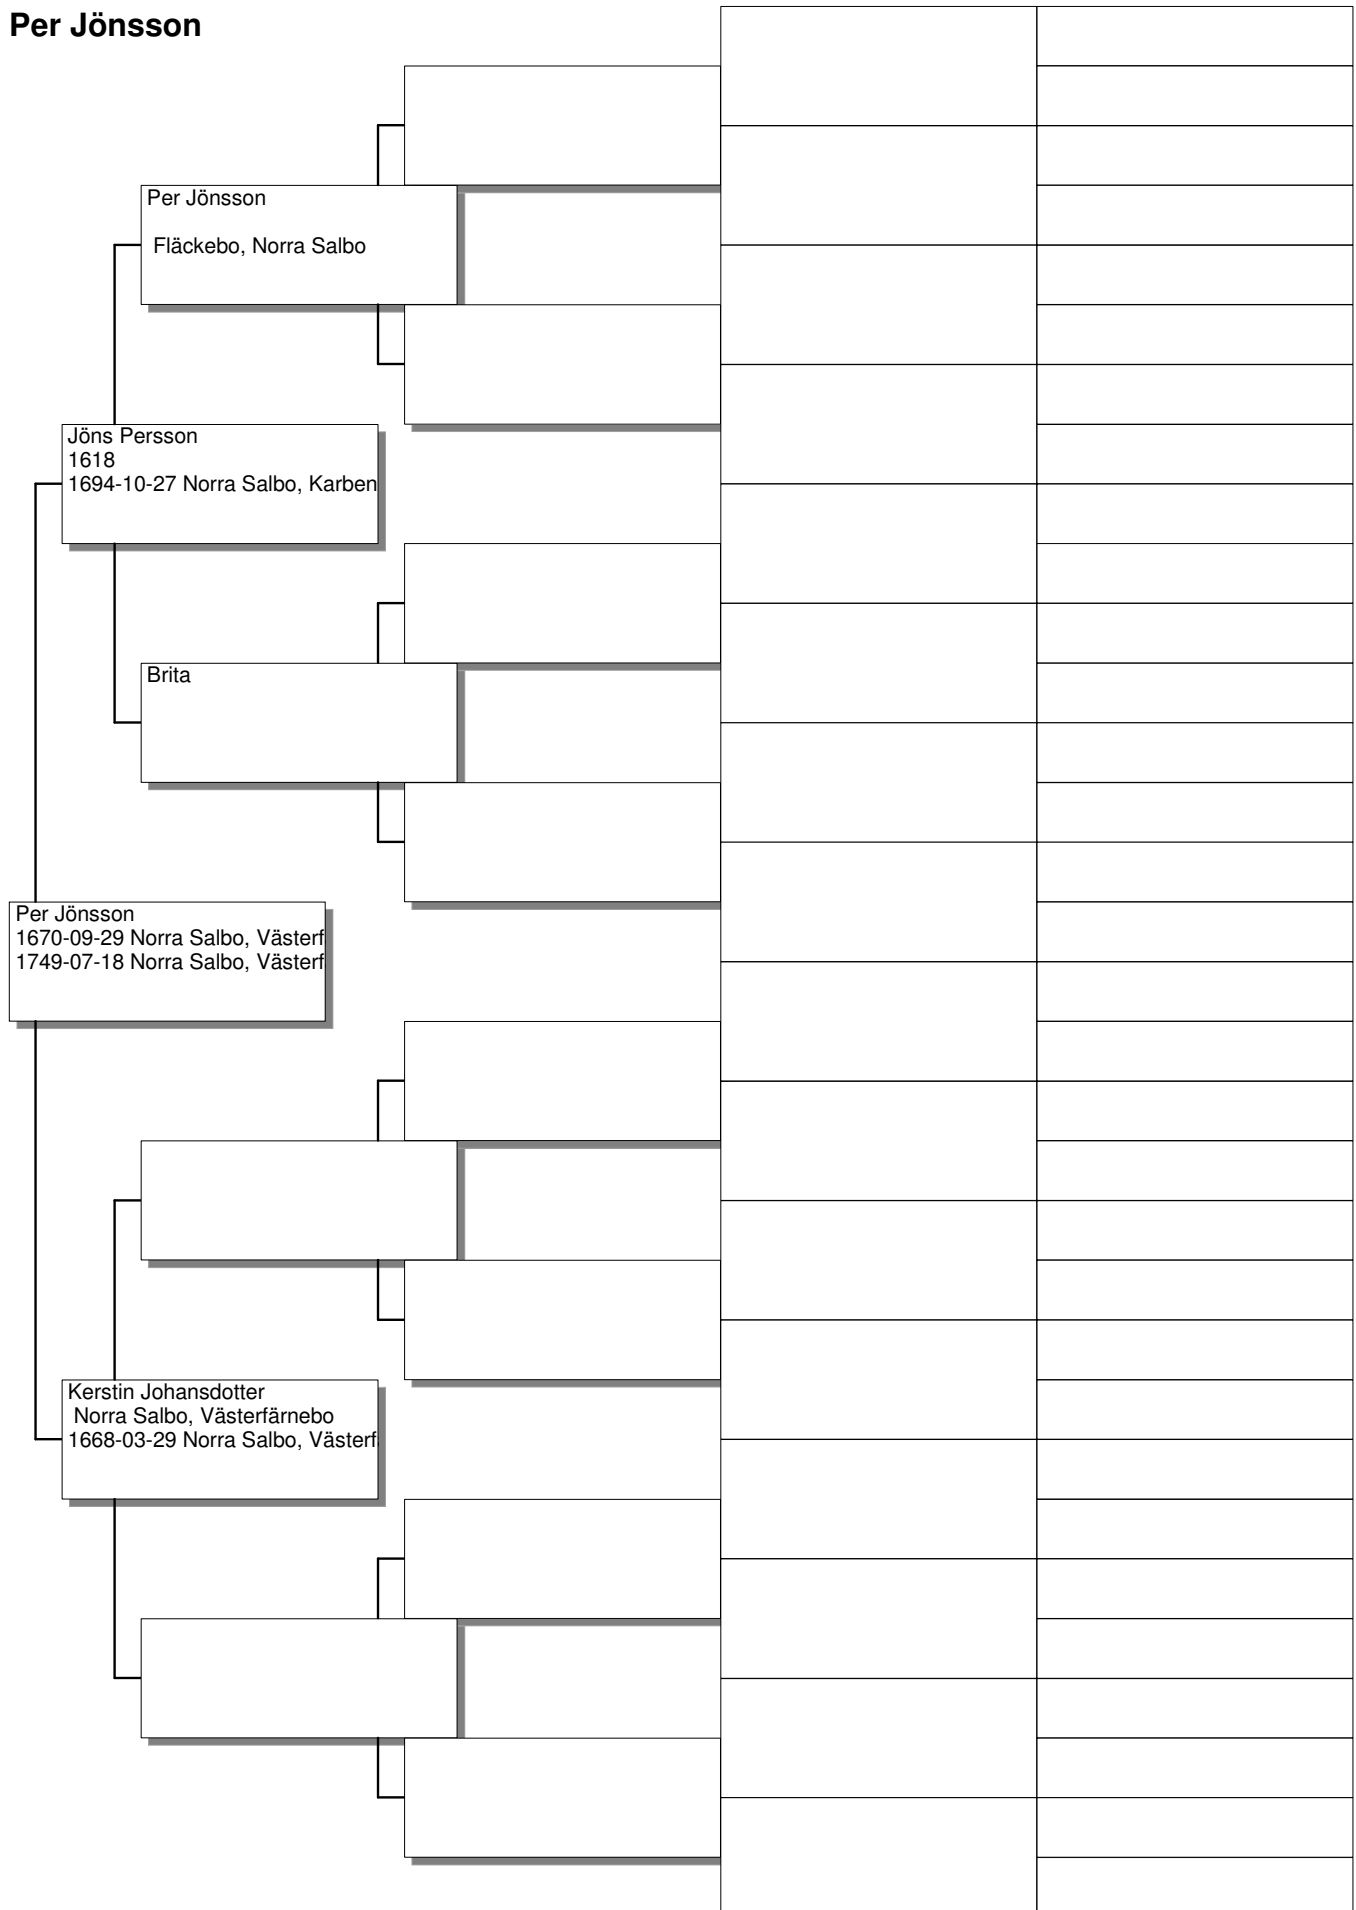 Per Jönsson
Per Jönsson
Fläckebo, Norra Salbo
Jöns Persson
1618
1694-10-27 Norra Salbo, Karben
Brita
Per Jönsson
1670-09-29 Norra Salbo, Västerf
1749-07-18 Norra Salbo, Västerf
Kerstin Johansdotter
Norra Salbo, Västerfärnebo
1668-03-29 Norra Salbo, Västerf